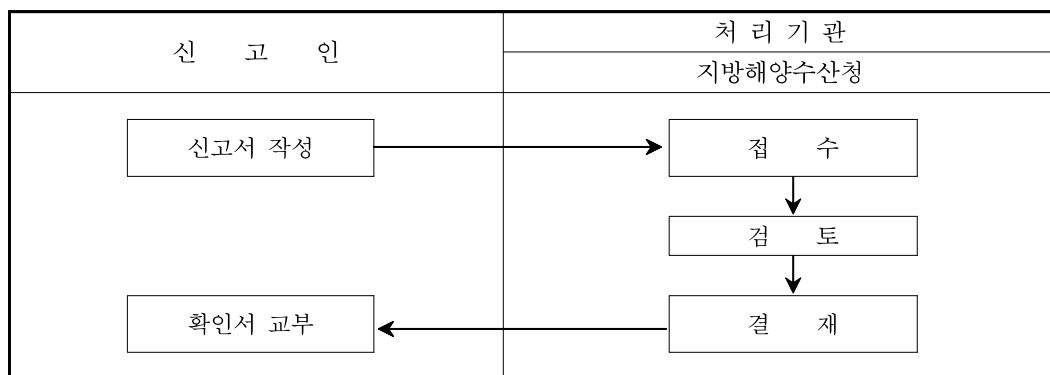 신 고 인
처 리 기 관
지방해양수산청
신고서 작성
접 수
검 토
확인서 교부
결 재